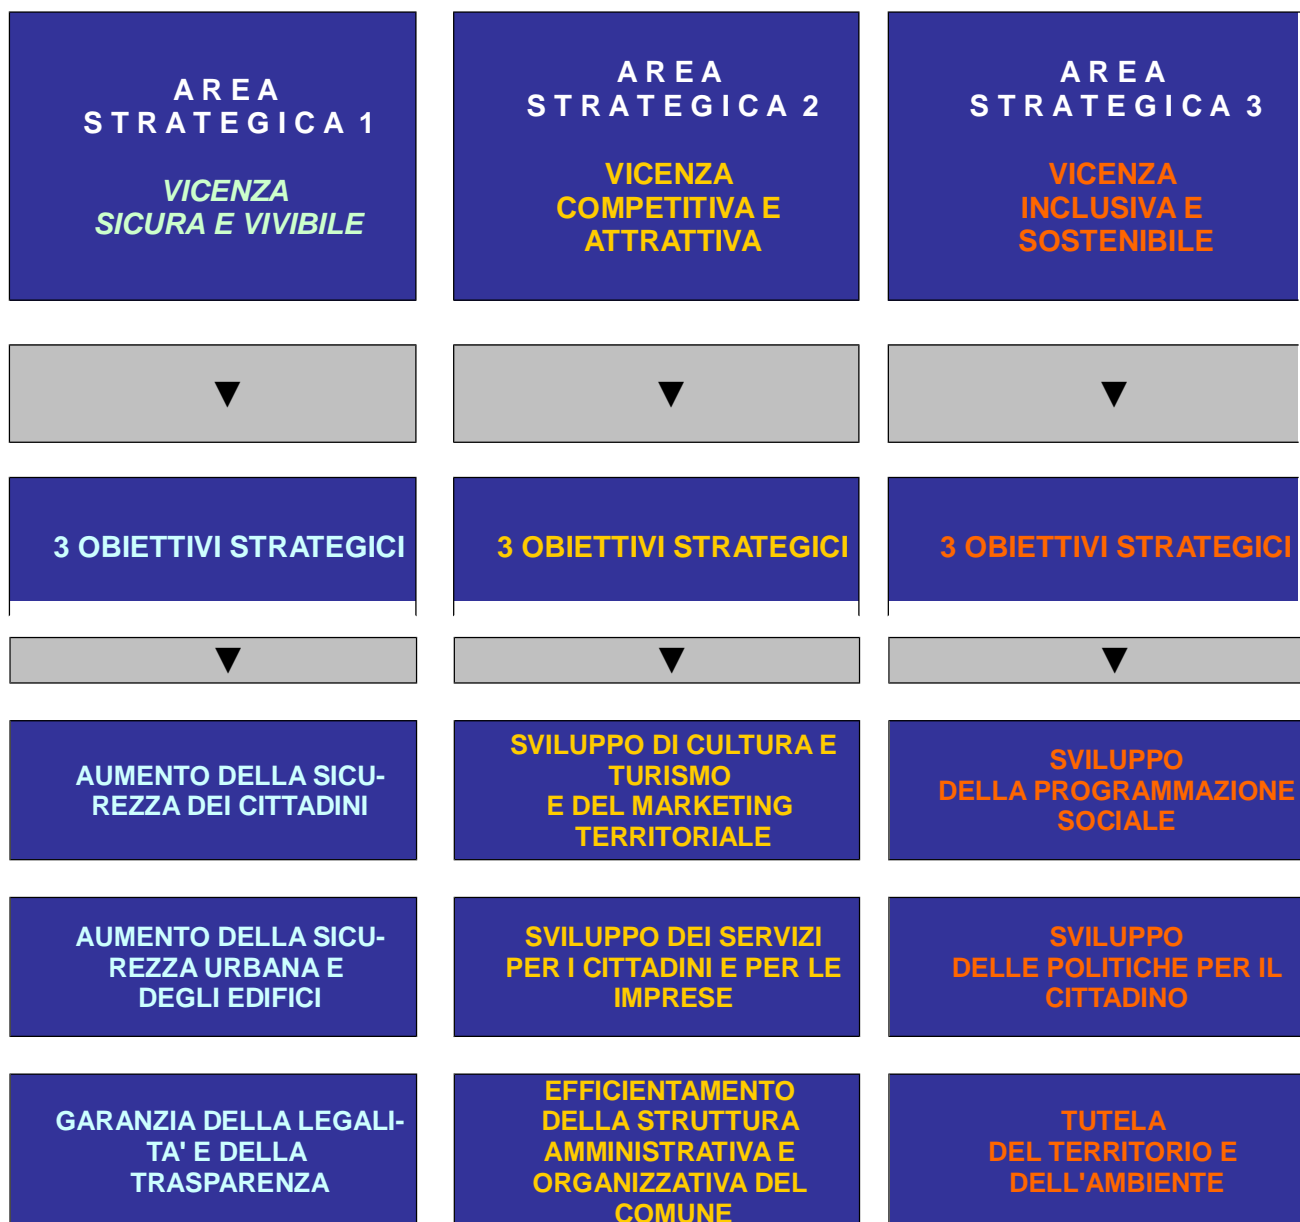 AREA
STRATEGICA 1
VICENZA
SICURA E VIVIBILE
AREA
STRATEGICA 2
VICENZA
COMPETITIVA E
ATTRATTIVA
AREA
STRATEGICA 3
VICENZA
INCLUSIVA E
SOSTENIBILE
▼
▼
▼
3 OBIETTIVI STRATEGICI
3 OBIETTIVI STRATEGICI
3 OBIETTIVI STRATEGICI
▼
▼
▼
AUMENTO DELLA SICU-
REZZA DEI CITTADINI
SVILUPPO DI CULTURA E
TURISMO
E DEL MARKETING
TERRITORIALE
SVILUPPO
DELLA PROGRAMMAZIONE
SOCIALE
AUMENTO DELLA SICU-
REZZA URBANA E
DEGLI EDIFICI
SVILUPPO DEI SERVIZI
PER I CITTADINI E PER LE
IMPRESE
SVILUPPO
DELLE POLITICHE PER IL
CITTADINO
GARANZIA DELLA LEGALI-
TA' E DELLA
TRASPARENZA
EFFICIENTAMENTO
DELLA STRUTTURA
AMMINISTRATIVA E
ORGANIZZATIVA DEL
COMUNE
TUTELA
DEL TERRITORIO E
DELL'AMBIENTE